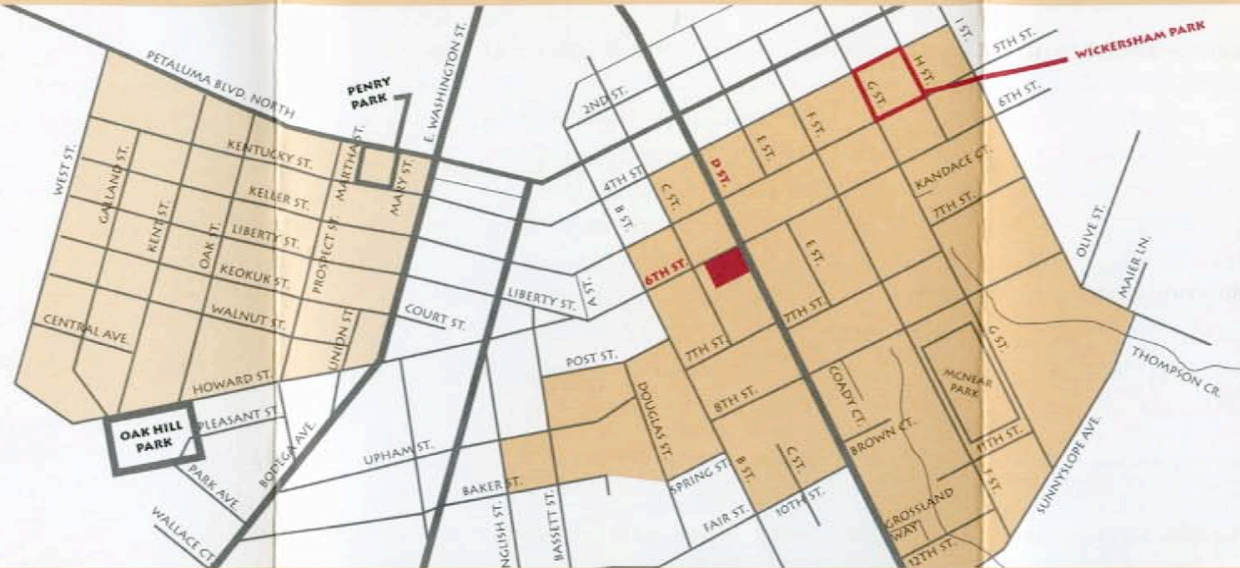 PETALUMA BLVD. NORTH
PENRY
PARK
E. WASHINGTON ST.
2ND ST.
I ST.
5TH ST.
WICKERSHAM PARK
H ST.
G ST.
6TH ST.
F ST.
E ST.
D ST.
KENTUCKY ST.
MARTHA ST.
MARY ST.
WEST ST.
GARLAND ST.
KENT ST.
OAK ST.
KELLER ST.
LIBERTY ST.
PROSPECT ST.
KEOKUK ST.
WALNUT ST.
CENTRAL AVE.
UNION ST.
COURT ST.
LIBERTY ST.
A ST.
4TH ST.
B ST.
C ST.
6TH ST.
E ST.
7TH ST.
KANDACE CT.
7TH ST.
OLIVE ST.
MAIER LN.
THOMPSON CR.
HOWARD ST.
PLEASANT ST.
OAK HILL
PARK
PARK AVE.
WALLACE CT.
BODEGA AVE.
UPHAM ST.
BAKER ST.
POST ST.
DOUGLAS ST.
7TH ST.
8TH ST.
B ST.
C ST.
SPRING ST.
FAIR ST.
10TH ST.
NGLISH ST.
BASSETT ST.
COADY CT.
BROWN CT.
G ST.
MCNEAR
PARK
11TH ST.
F ST.
GROSSLAND
WAY
12TH ST.
SUNNYSLOPE AVE.